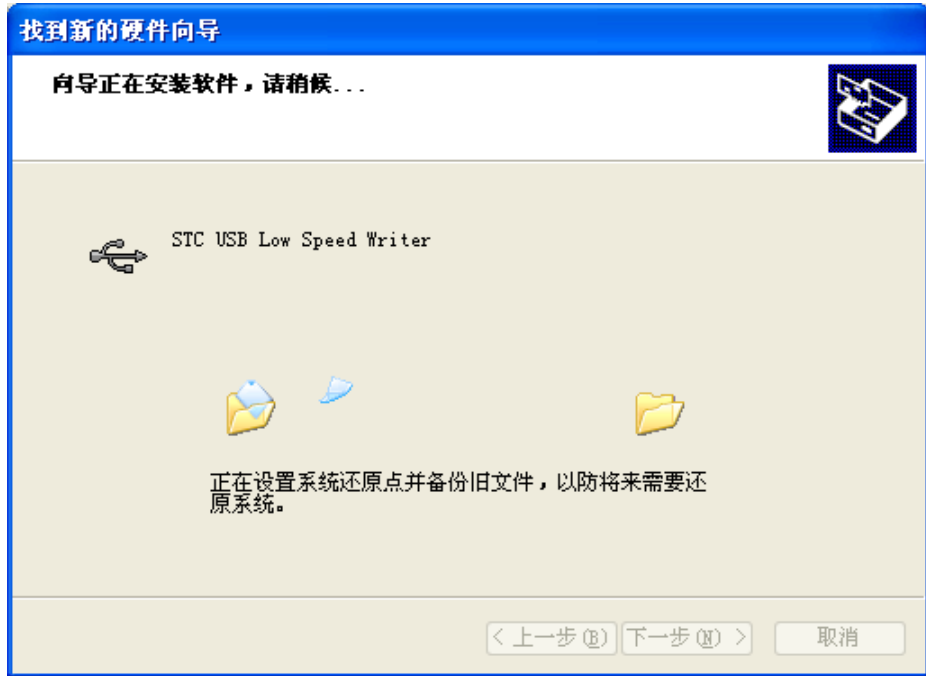 找到新的硬件向导
向导正在安装软件，请稍候...
STC USB Low Speed Writer
正在设置系统还原点并备份旧文件，以防将来需要还
原系统。
< 上一步(B) 下一步(N) > 取消